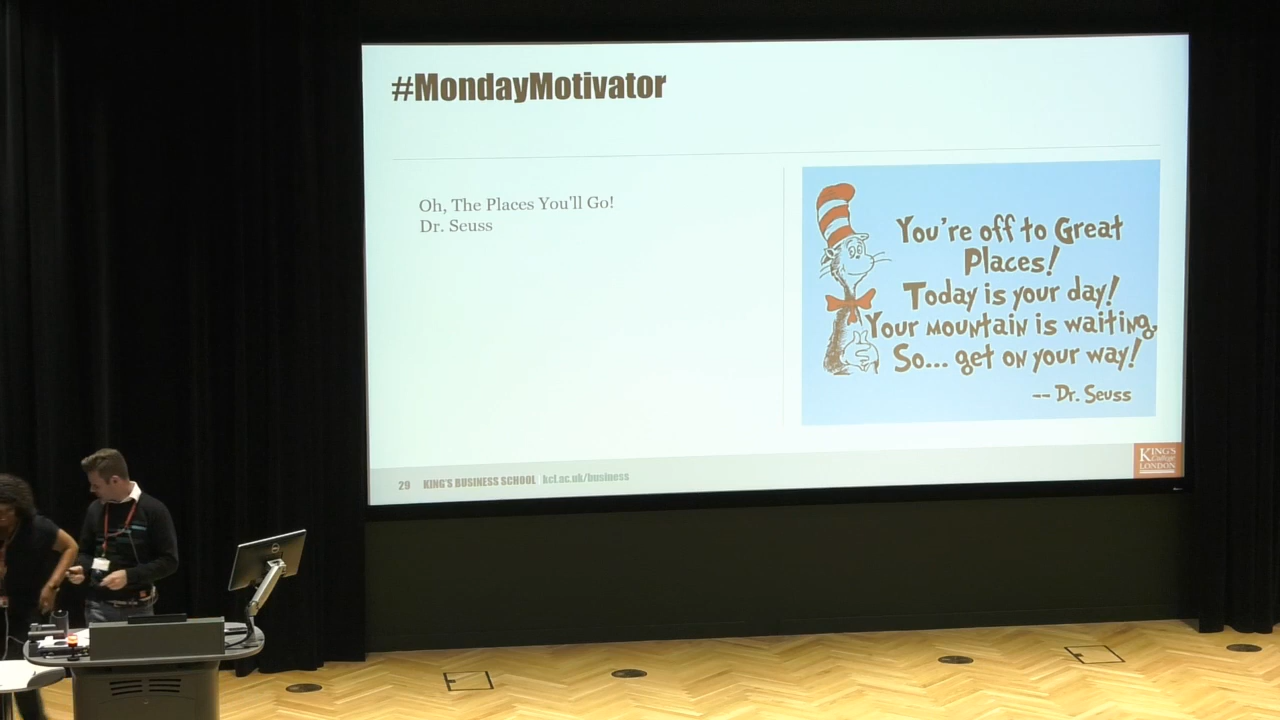 #MondayMotivator
Oh, The Places You'll Go!
Dr. Seuss
You're off to Great
Places!
Today is your day!
Your mountain is waiting,
So... get on your way!
-- Dr. Seuss
29 KING'S BUSINESS SCHOOL | kcl.ac.uk/business
KING'S
College
LONDON